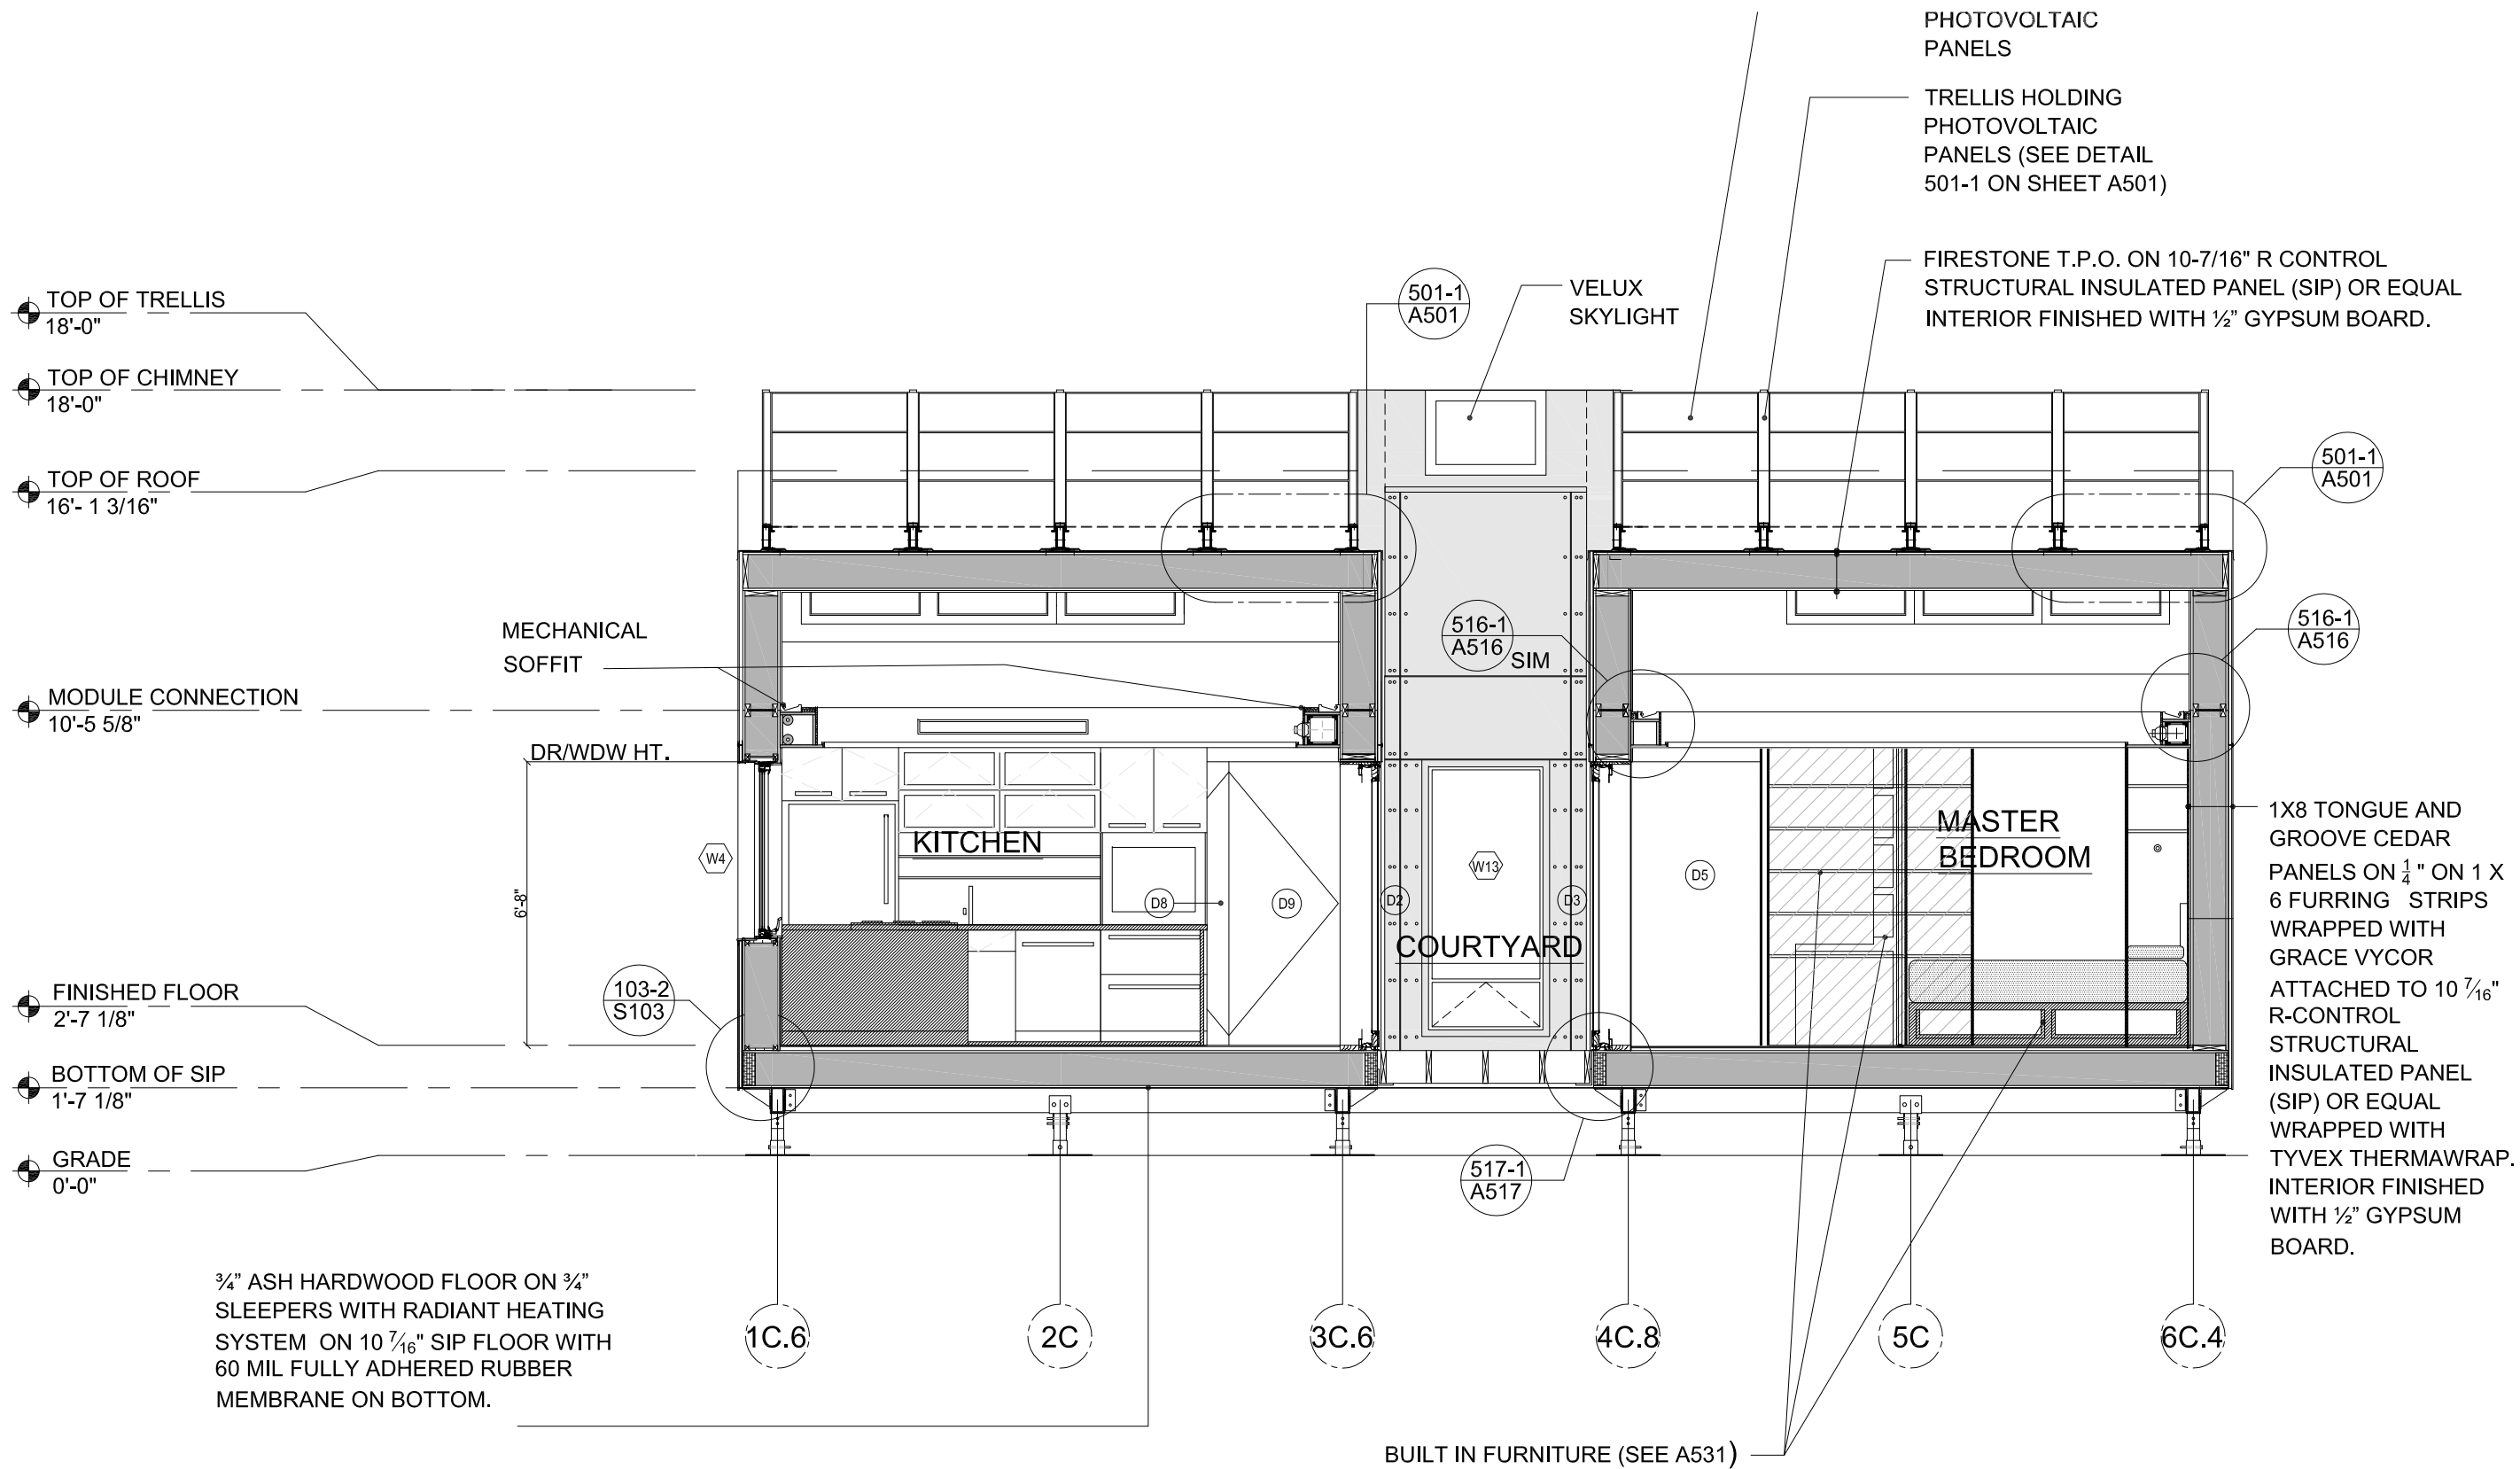 PHOTOVOLTAIC
PANELS
TRELLIS HOLDING
PHOTOVOLTAIC
PANELS (SEE DETAIL
501-1 ON SHEET A501)
FIRESTONE T.P.O. ON 10-7/16" R CONTROL
STRUCTURAL INSULATED PANEL (SIP) OR EQUAL
INTERIOR FINISHED WITH ½” GYPSUM BOARD.
VELUX
SKYLIGHT
501-1
A501
TOP OF TRELLIS
18'-0"
TOP OF CHIMNEY
18'-0"
TOP OF ROOF
16'- 1 3/16"
501-1
A501
MECHANICAL
SOFFIT
516-1
A516
SIM
516-1
A516
MODULE CONNECTION
10'-5 5/8"
DR/WDW HT.
6'-8"
W4
KITCHEN
D8
D9
D2
W13
D3
COURTYARD
D5
MASTER
BEDROOM
1X8 TONGUE AND
GROOVE CEDAR
PANELS ON ¼ " ON 1 X
6 FURRING STRIPS
WRAPPED WITH
GRACE VYCOR
ATTACHED TO 10 ⁷⁄₁₆"
R-CONTROL
STRUCTURAL
INSULATED PANEL
(SIP) OR EQUAL
WRAPPED WITH
TYVEX THERMAWRAP.
INTERIOR FINISHED
WITH ½” GYPSUM
BOARD.
FINISHED FLOOR
2'-7 1/8"
103-2
S103
BOTTOM OF SIP
1'-7 1/8"
GRADE
0'-0"
517-1
A517
¾” ASH HARDWOOD FLOOR ON ¾”
SLEEPERS WITH RADIANT HEATING
SYSTEM ON 10 ⁷⁄₁₆" SIP FLOOR WITH
60 MIL FULLY ADHERED RUBBER
MEMBRANE ON BOTTOM.
1C.6
2C
3C.6
4C.8
5C
6C.4
BUILT IN FURNITURE (SEE A531)